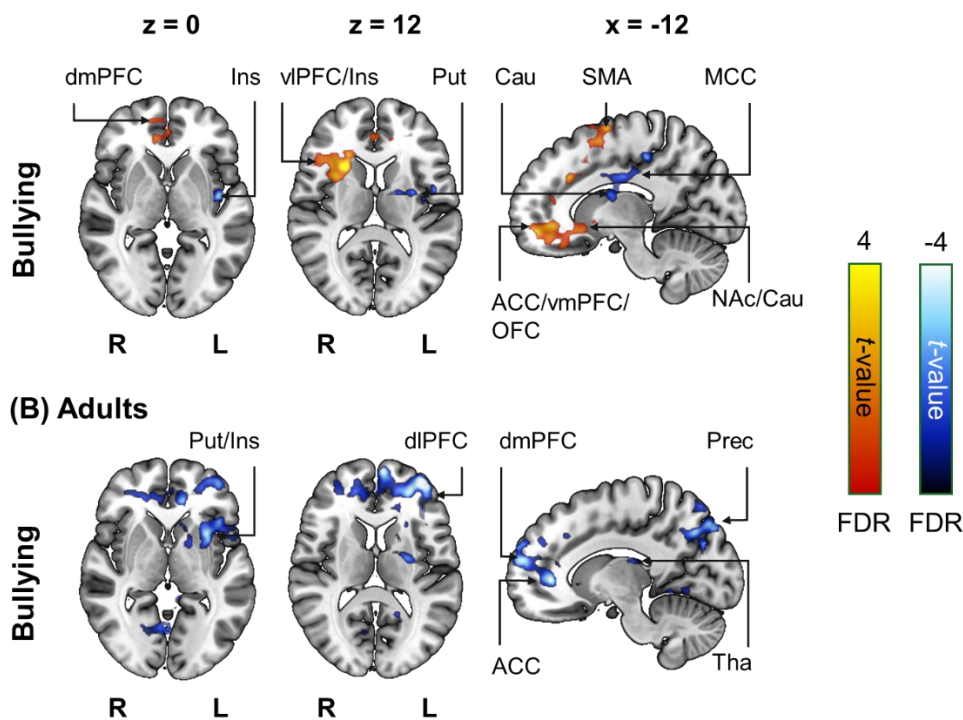 z = 0 z = 12 x = -12
dmPFC Ins vlPFC/Ins Put Cau SMA MCC
Bullying
ACC/vmPFC/ NAc/Cau
OFC
R L R L
4 -4
t-value t-value
FDR FDR
(B) Adults
Put/Ins dlPFC dmPFC Prec
Bullying
ACC Tha
R L R L